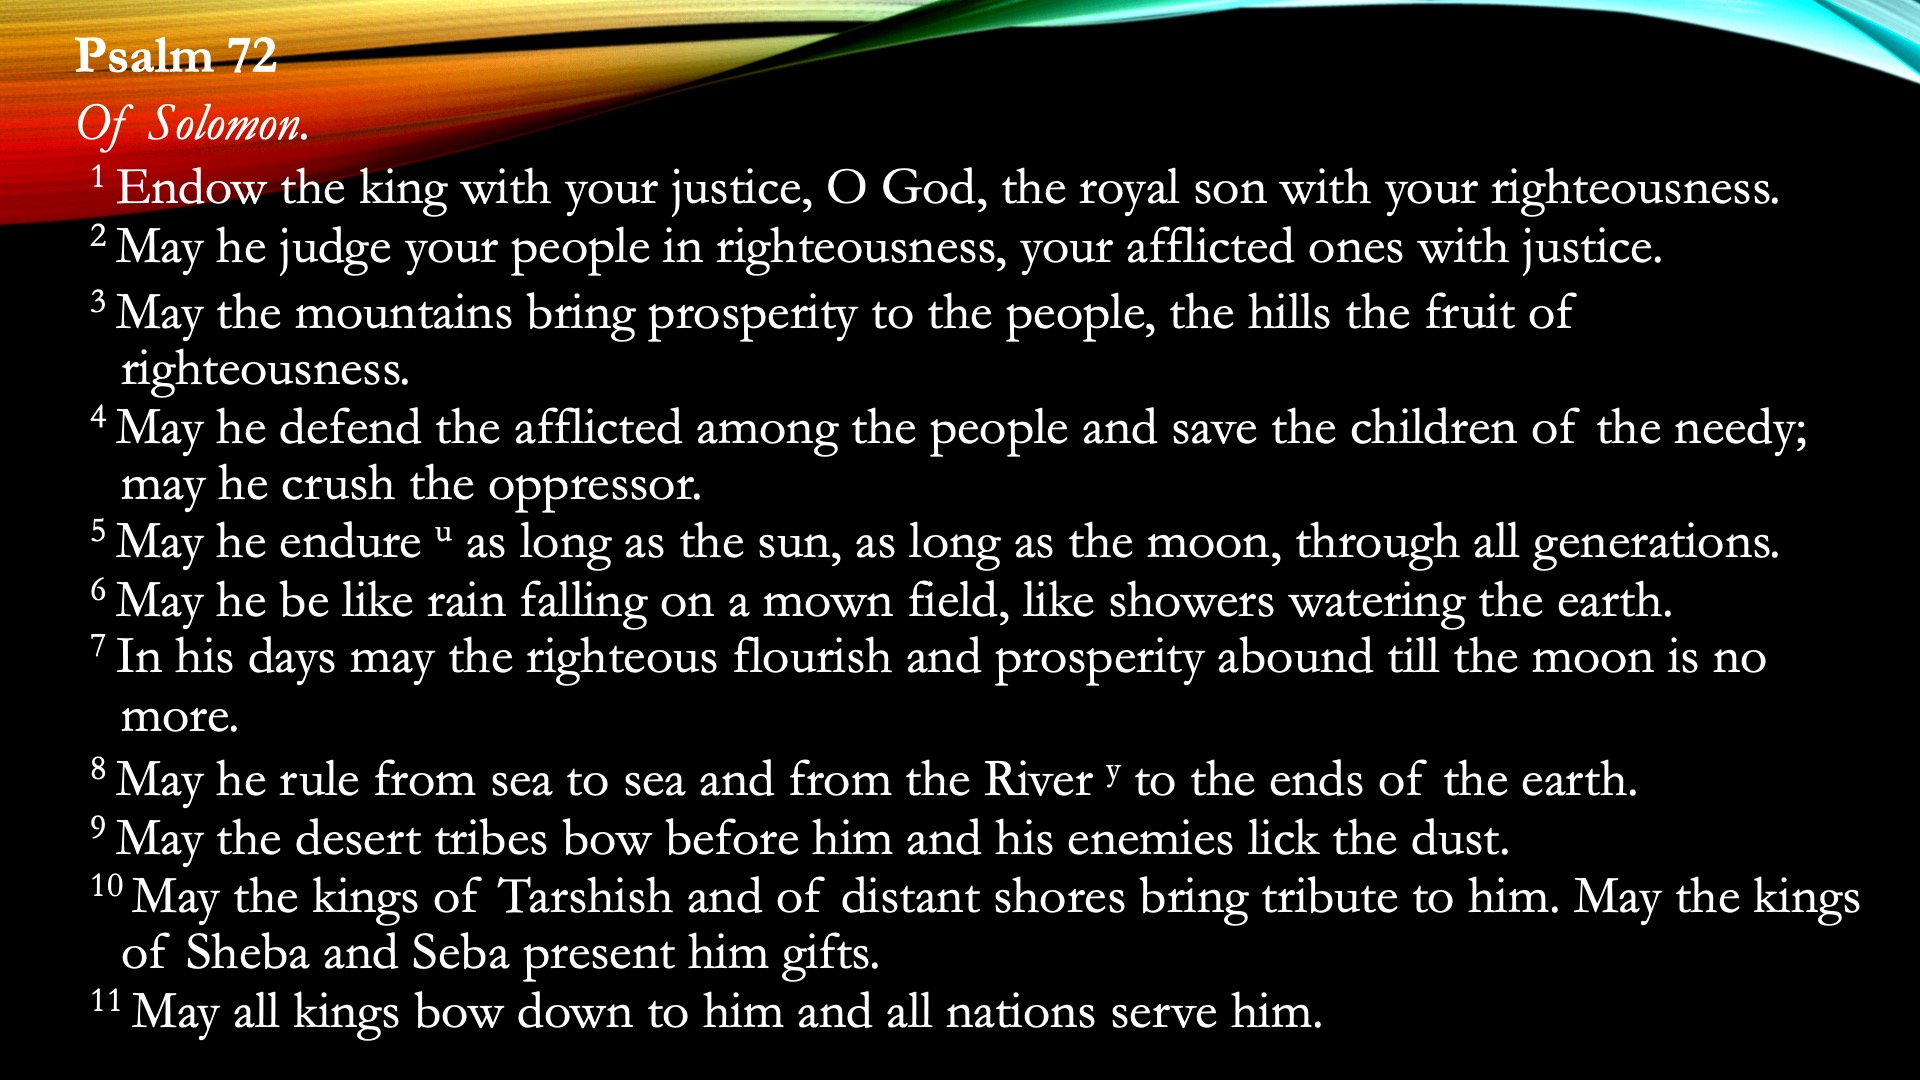 Psalm 72
Of Solomon.
1 Endow the king with your justice, O God, the royal son with your righteousness.
2 May he judge your people in righteousness, your afflicted ones with justice.
3 May the mountains bring prosperity to the people, the hills the fruit of
righteousness.
4 May he defend the afflicted among the people and save the children of the needy;
may he crush the oppressor.
5 May he endure u as long as the sun, as long as the moon, through all generations.
6 May he be like rain falling on a mown field, like showers watering the earth.
7 In his days may the righteous flourish and prosperity abound till the moon is no
more.
8 May he rule from sea to sea and from the River y to the ends of the earth.
9 May the desert tribes bow before him and his enemies lick the dust.
10 May the kings of Tarshish and of distant shores bring tribute to him. May the kings
of Sheba and Seba present him gifts.
11 May all kings bow down to him and all nations serve him.